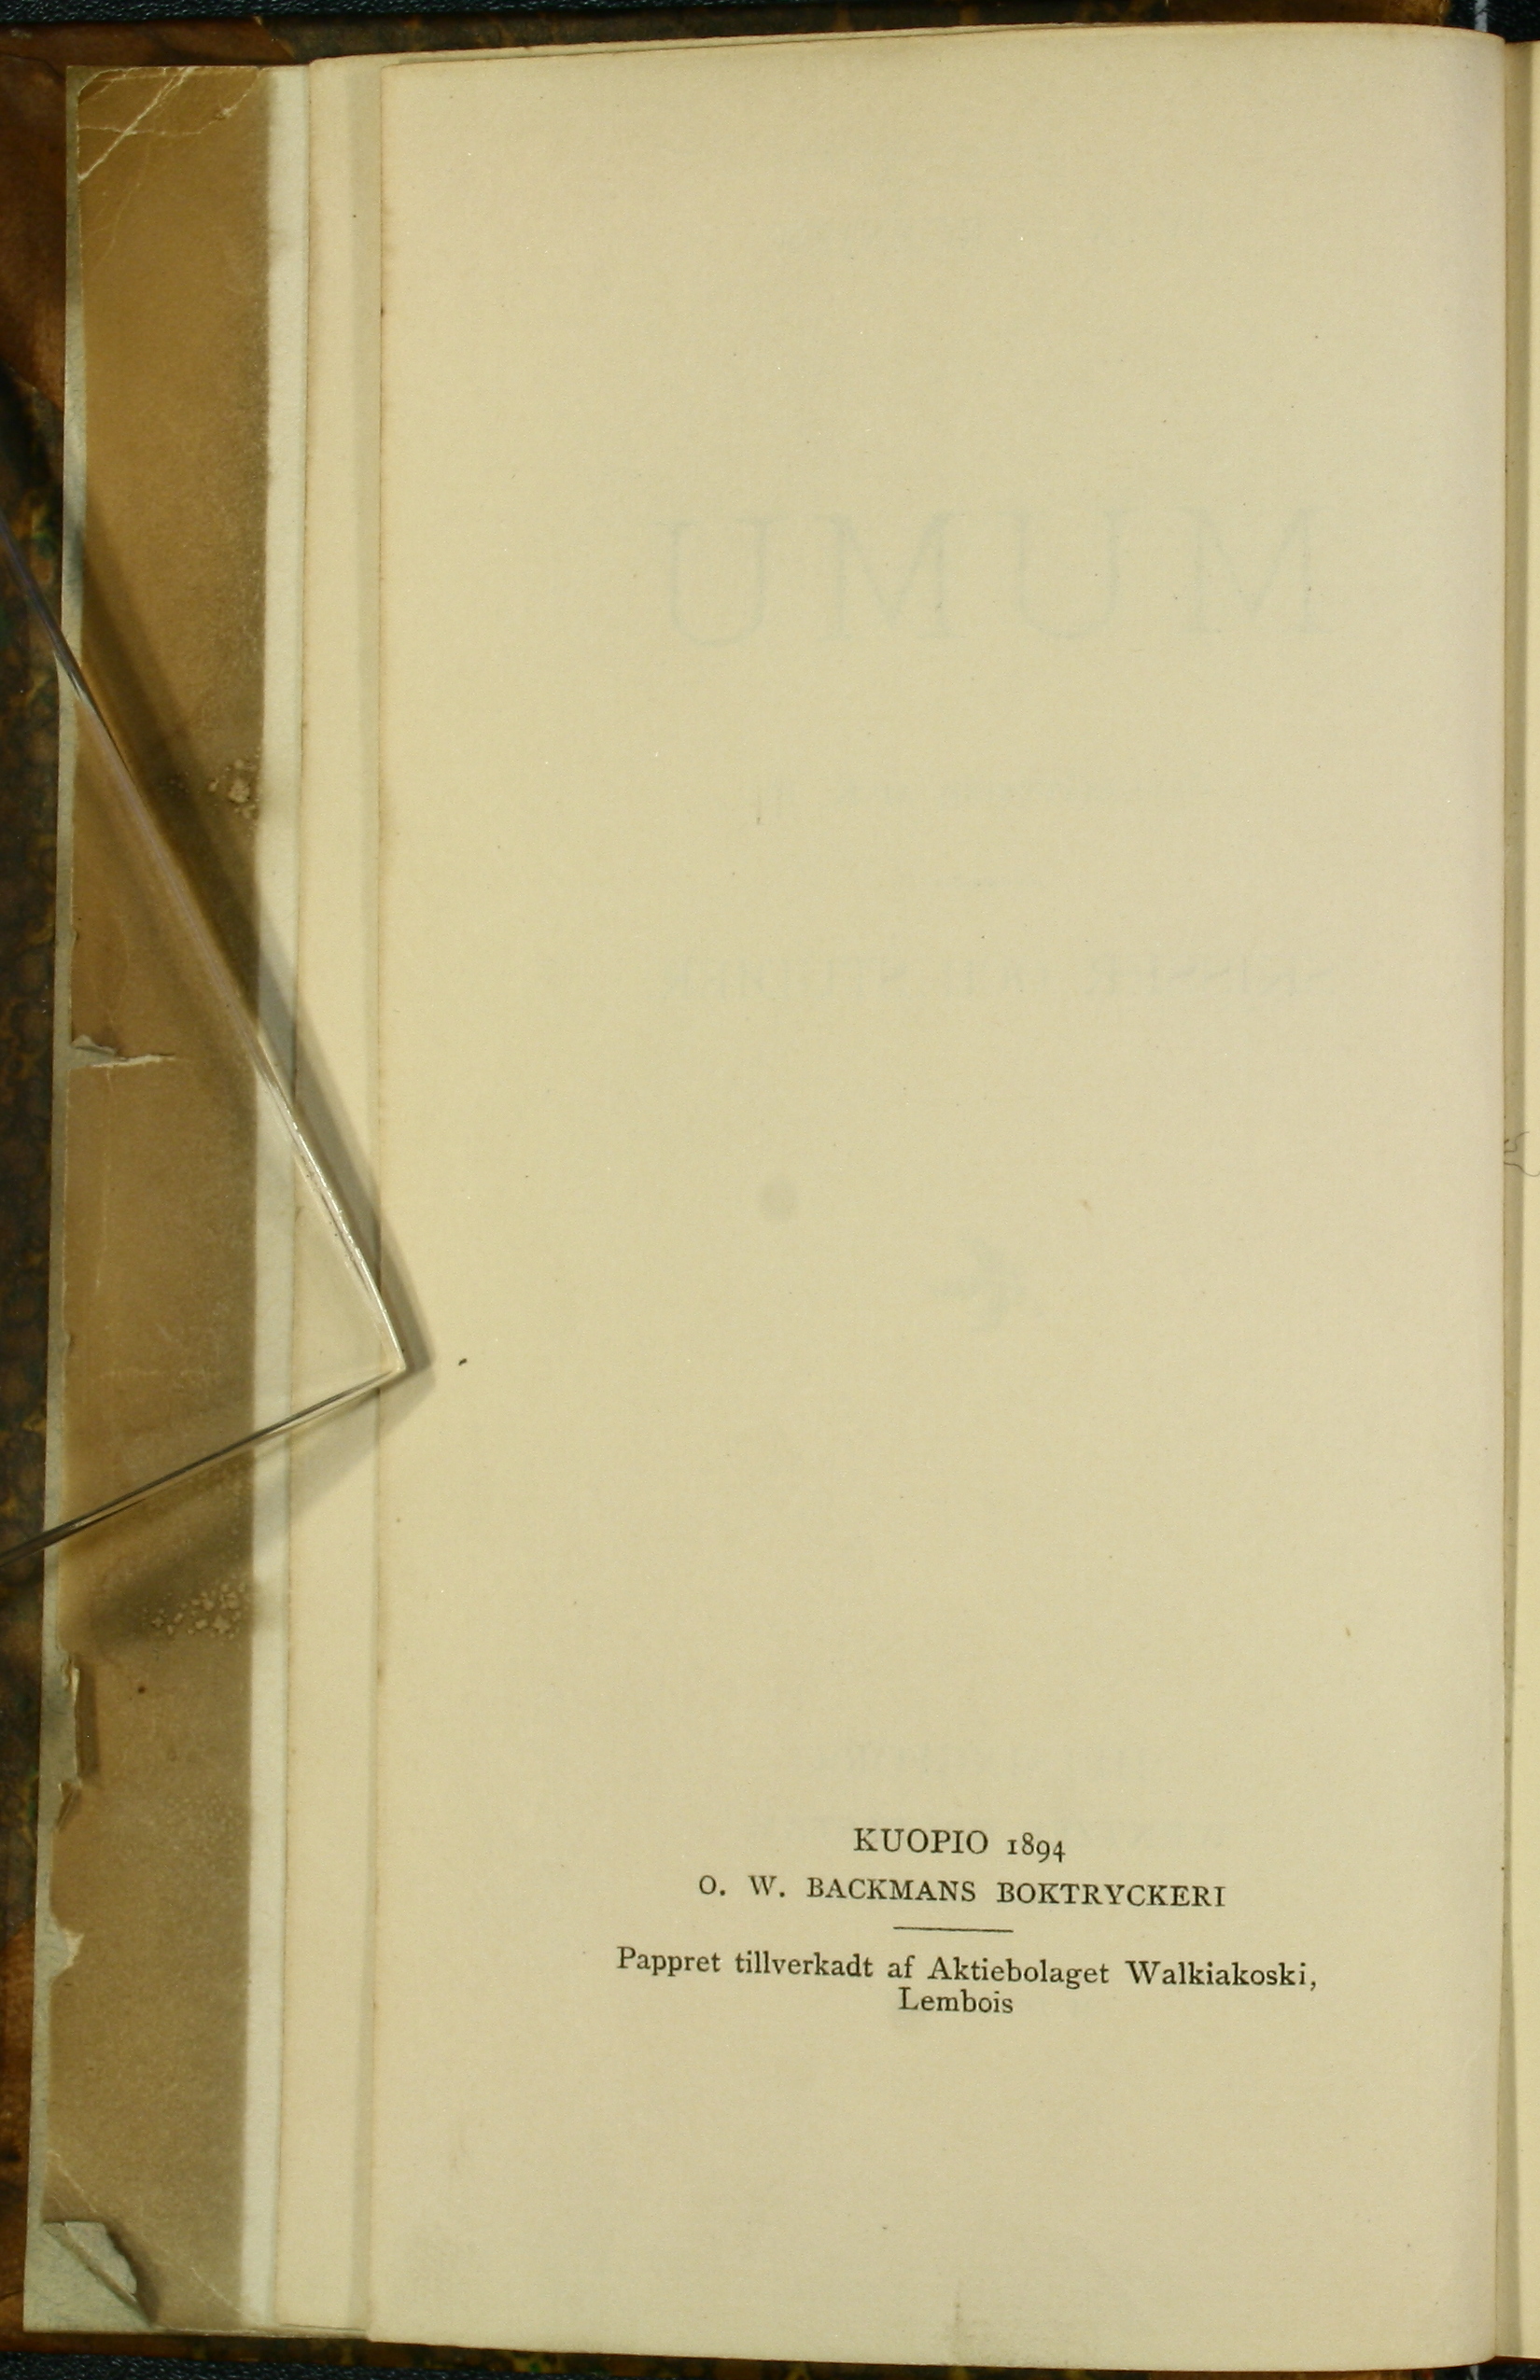 KUOPIO 1894
O. W. BACKMANS BOKTRYCKERI
Pappret tillverkadt af Aktiebolaget Walkiakoski,
Lembois